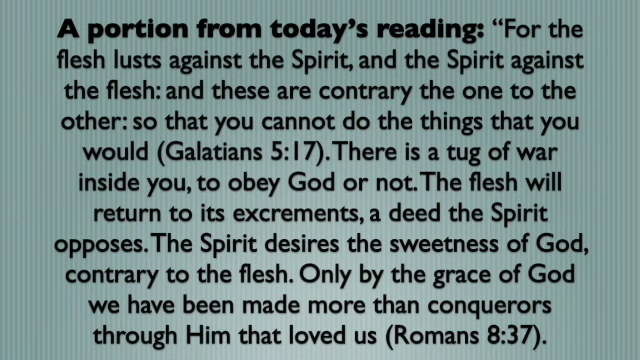 A portion from today's reading: “For the
flesh lusts against the Spirit, and the Spirit against
the flesh: and these are contrary the one to the
other: so that you cannot do the things that you
would (Galatians 5:17). There is a tug of war
inside you, to obey God or not. The flesh will
return to its excrements, a deed the Spirit
opposes. The Spirit desires the sweetness of God,
contrary to the flesh. Only by the grace of God
we have been made more than conquerors
through Him that loved us (Romans 8:37).